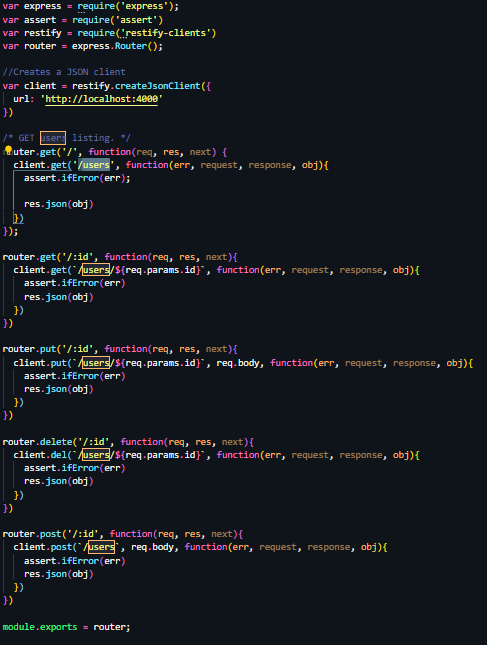 var express = require('express');
var assert = require('assert')
var restify = require('restify-clients')
var router = express.Router();
//Creates a JSON client
var client = restify.createJsonClient({
url: 'http://localhost:4000'
})
/* GET users listing. */
router.get('/', function(req, res, next) {
client.get('/users', function(err, request, response, obj){
assert.ifError(err);
res.json(obj)
})
});
router.get('/:id', function(req, res, next){
client.get(`/users/${req.params.id}`, function(err, request, response, obj){
assert.ifError(err)
res.json(obj)
})
})
router.put('/:id', function(req, res, next){
client.put(`/users/${req.params.id}`, req.body, function(err, request, response, obj){
assert.ifError(err)
res.json(obj)
})
})
router.delete('/:id', function(req, res, next){
client.del(`/users/${req.params.id}`, function(err, request, response, obj){
assert.ifError(err)
res.json(obj)
})
})
router.post('/:id', function(req, res, next){
client.post(`/users`, req.body, function(err, request, response, obj){
assert.ifError(err)
res.json(obj)
})
})
module.exports = router;